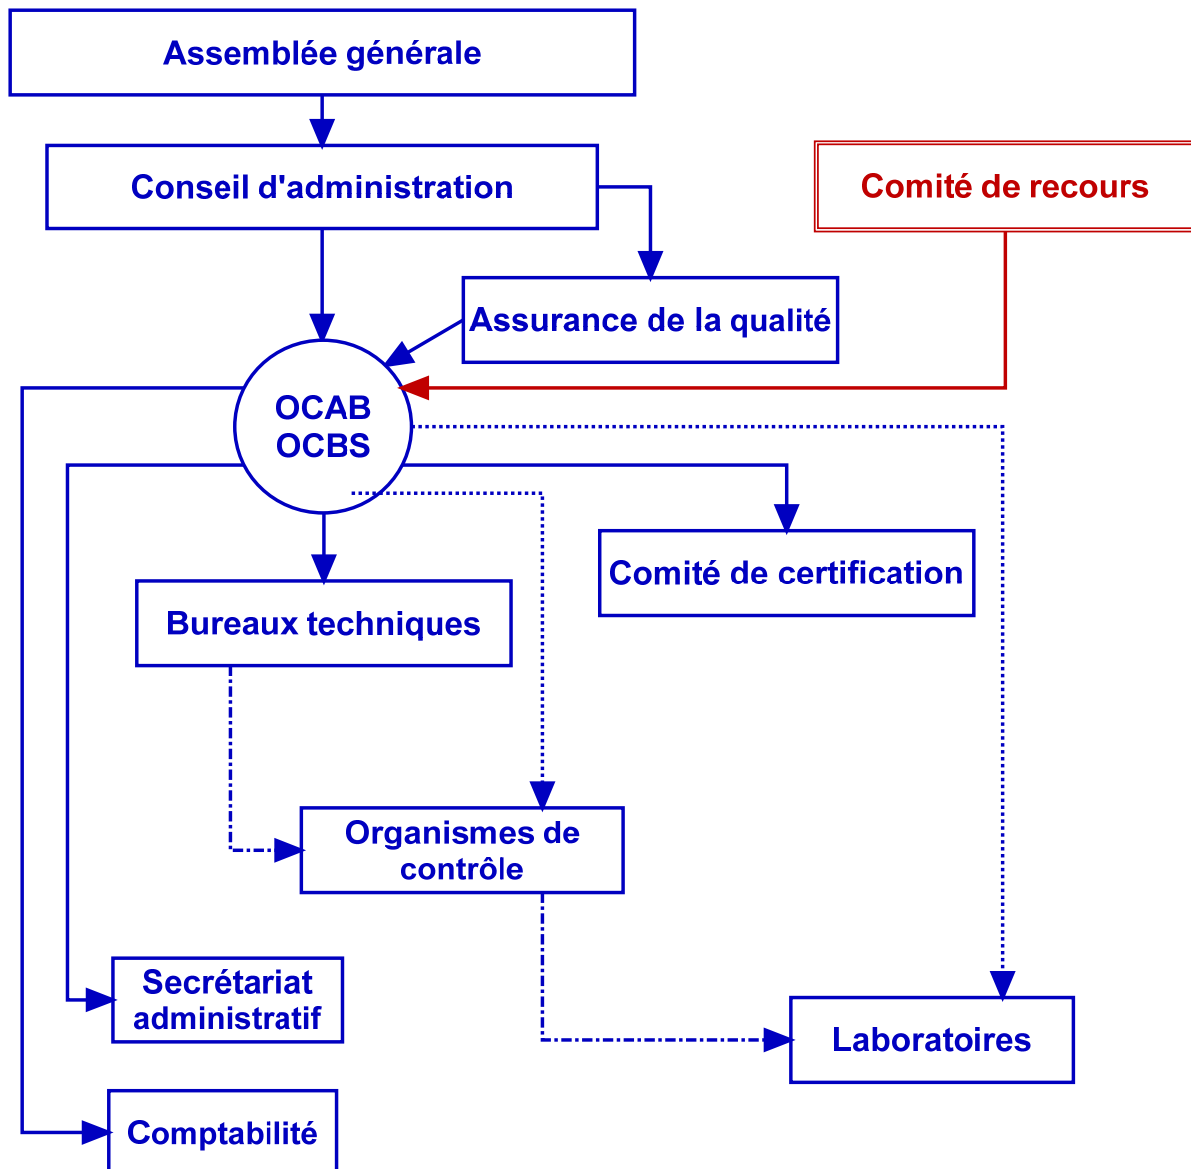 Assemblée générale
Conseil d'administration
Comité de recours
Assurance de la qualité
OCAB
OCBS
Comité de certification
Bureaux techniques
Organismes de
contrôle
Secrétariat
administratif
Laboratoires
Comptabilité